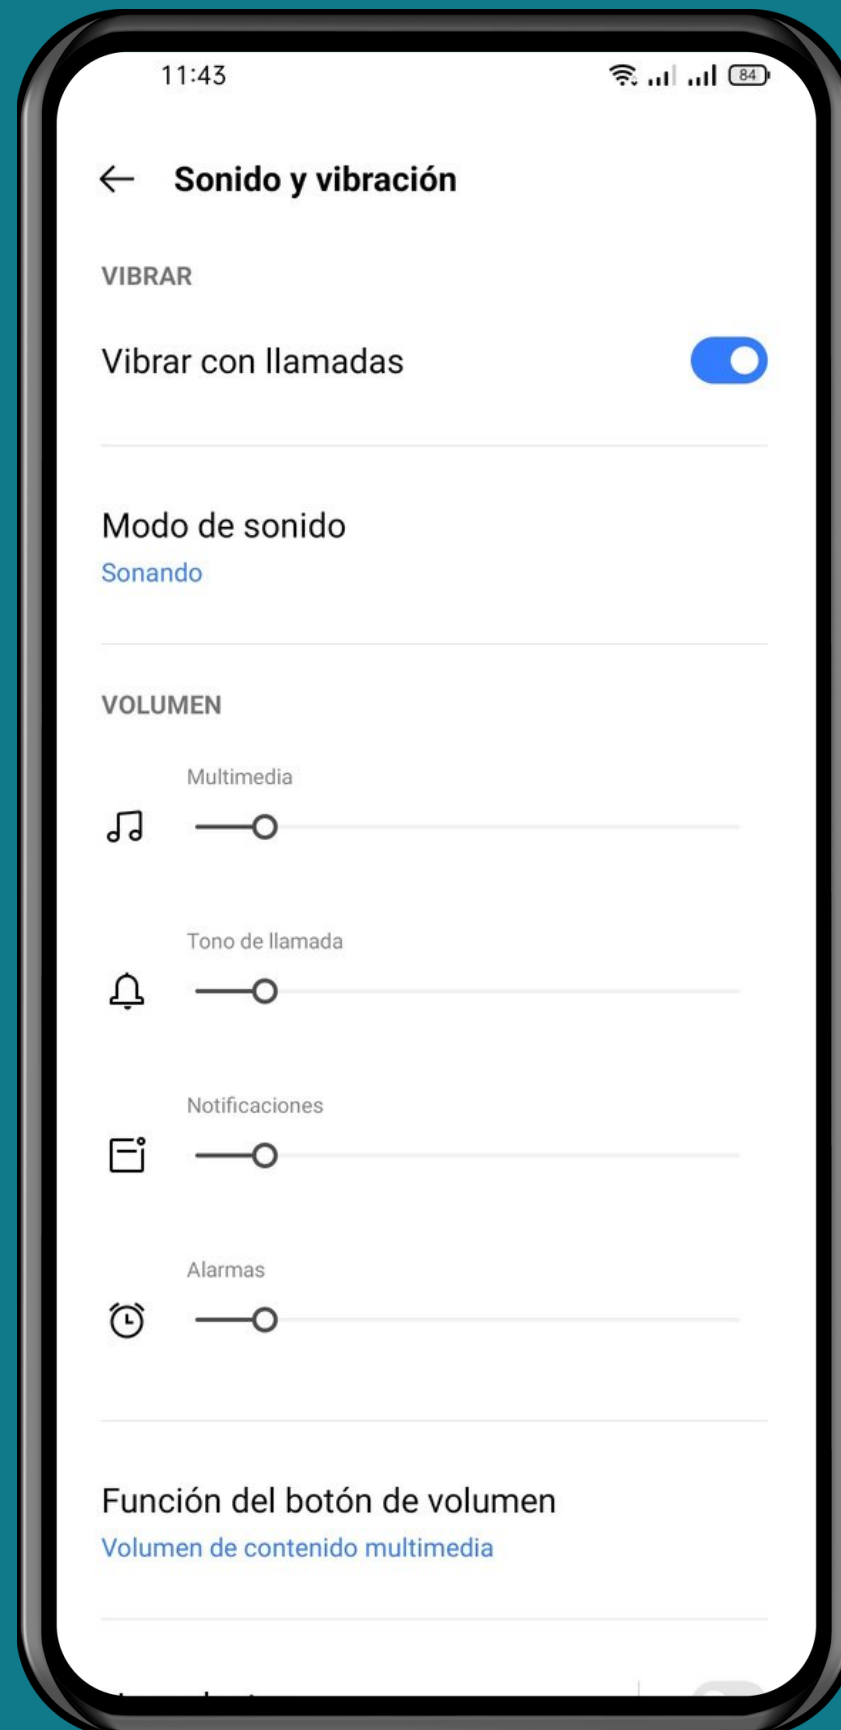 11:43
84
Sonido y vibración
VIBRAR
Vibrar con llamadas
Modo de sonido
Sonando
VOLUMEN
Multimedia
Tono de llamada
Notificaciones
Alarmas
Función del botón de volumen
Volumen de contenido multimedia